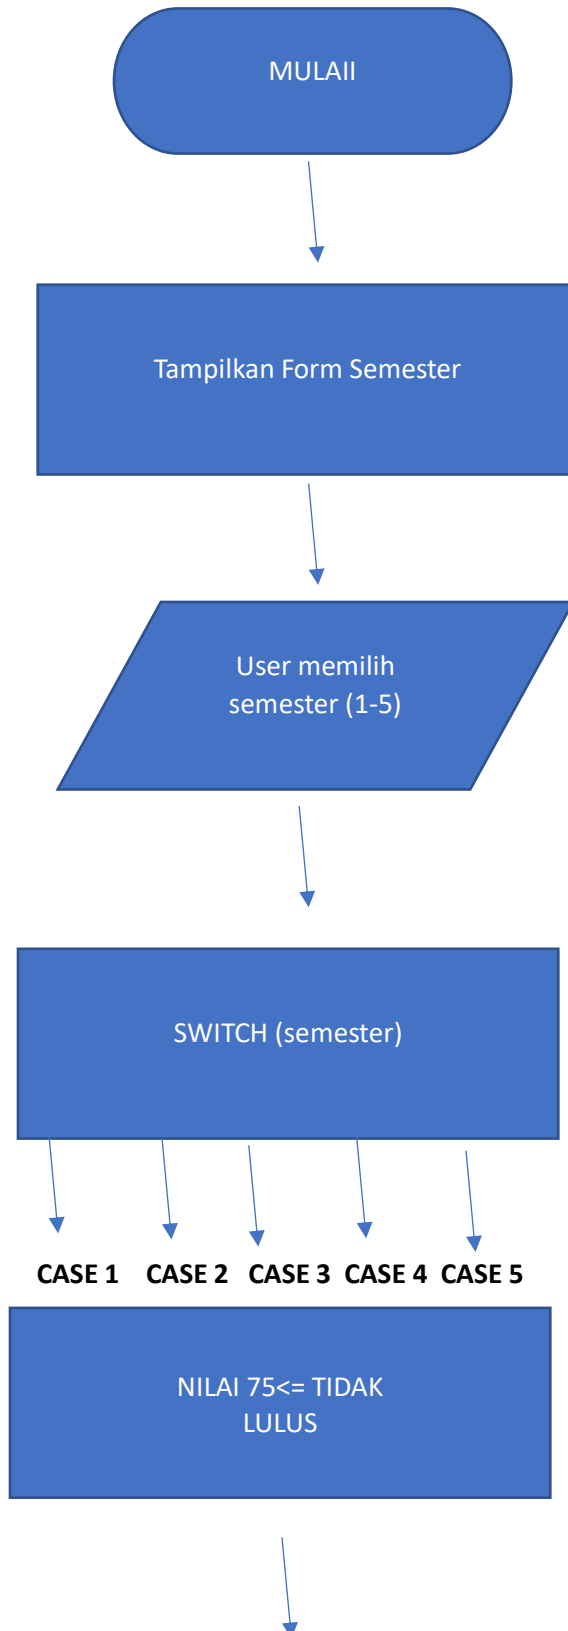 MULAII
Tampilkan Form Semester
User memilih
semester (1-5)
SWITCH (semester)
CASE 1 CASE 2 CASE 3 CASE 4 CASE 5
NILAI 75<= TIDAK
LULUS